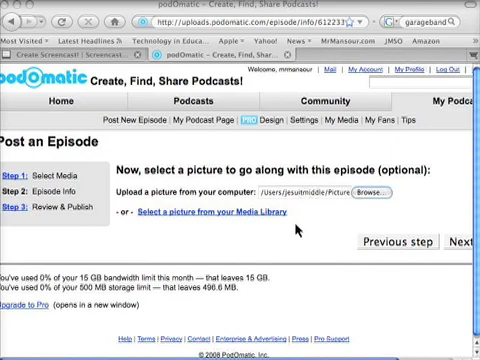 podOmatic – Create, Find, Share Podcasts!
http://uploads.podomatic.com/episode/info/612233
garageband
Most Visited Latest Headlines Technology in Educa... Apple Yahoo! News MrMansour.com JMSO Amazon
Create Screencast! | Screencast... podOmatic – Create, Find, Shar...
podOmatic Create, Find, Share Podcasts!
Welcome, mrmansour Mail | My Account | My Profile | Log Out
Home Podcasts Community My Podca
Post New Episode | My Podcast Page | PRO Design | Settings | My Media | My Fans | Tips
Post an Episode
Step 1: Select Media
Step 2: Episode Info
Step 3: Review & Publish
Now, select a picture to go along with this episode (optional):
Upload a picture from your computer: /Users/jesuitmiddle/Picture Browse...
- or - Select a picture from your Media Library
Previous step Next
You've used 0% of your 15 GB bandwidth limit this month — that leaves 15 GB.
You've used 0% of your 500 MB storage limit — that leaves 496.6 MB.
Upgrade to Pro (opens in a new window)
Help | Terms | Privacy | Contact | Enterprise & Advertising | Press | Pro Support
© 2008 PodOmatic, Inc.